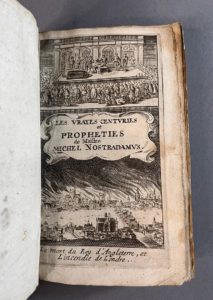 LES VRAYES CENTURIES
et
PROPHETIES
de Maistre
MICHEL NOSTRADAMUS.
La mort du Roy d'Angleterre, et
L'incendie de Londre.